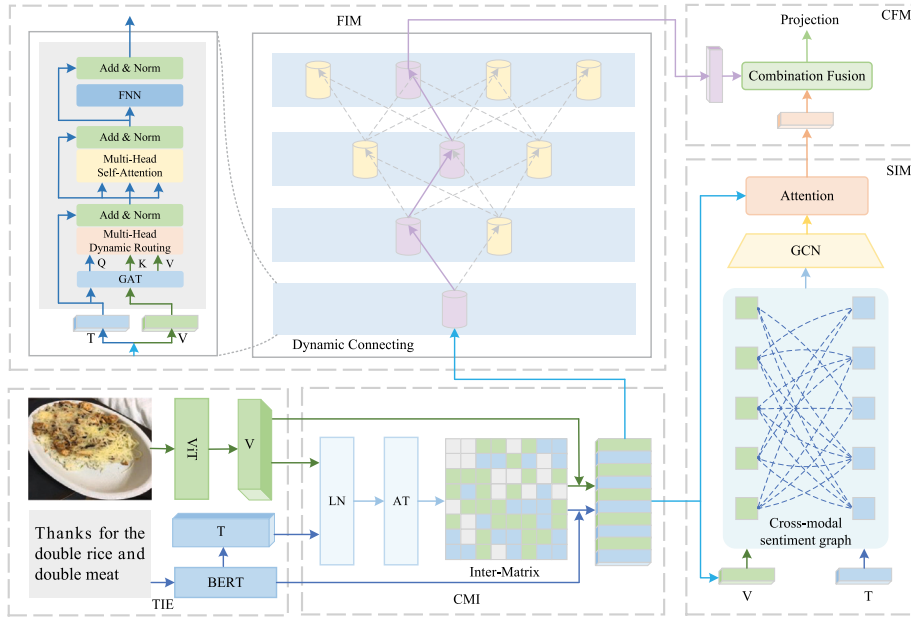 FIM
Add & Norm
FNN
Add & Norm
Multi-Head
Self-Attention
Add & Norm
Multi-Head
Dynamic Routing
Q K V
GAT
T V
Dynamic Connecting
CFM
Projection
Combination Fusion
SIM
Attention
GCN
Cross-modal
sentiment graph
V T
ViT
V
Thanks for the
double rice and
double meat
T
BERT
TIE
LN
AT
Inter-Matrix
CMI